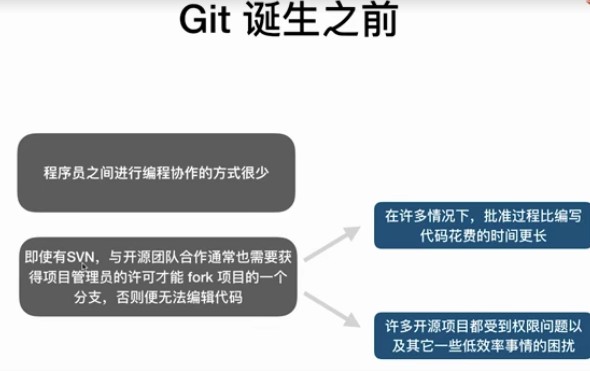 Git 诞生之前
程序员之间进行编程协作的方式很少
即使有SVN，与开源团队合作通常也需要获
得项目管理员的许可才能 fork 项目的一个
分支，否则便无法编辑代码
在许多情况下，批准过程比编写
代码花费的时间更长
许多开源项目都受到权限问题以
及其它一些低效率事情的困扰